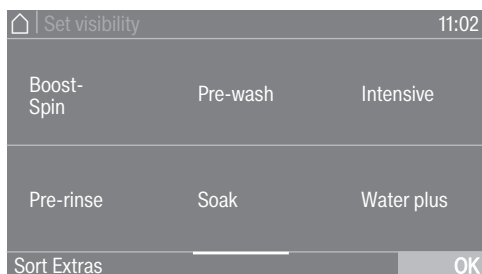 Set visibility 11:02
Boost-
Spin
Pre-wash
Intensive
Pre-rinse
Soak
Water plus
Sort Extras OK